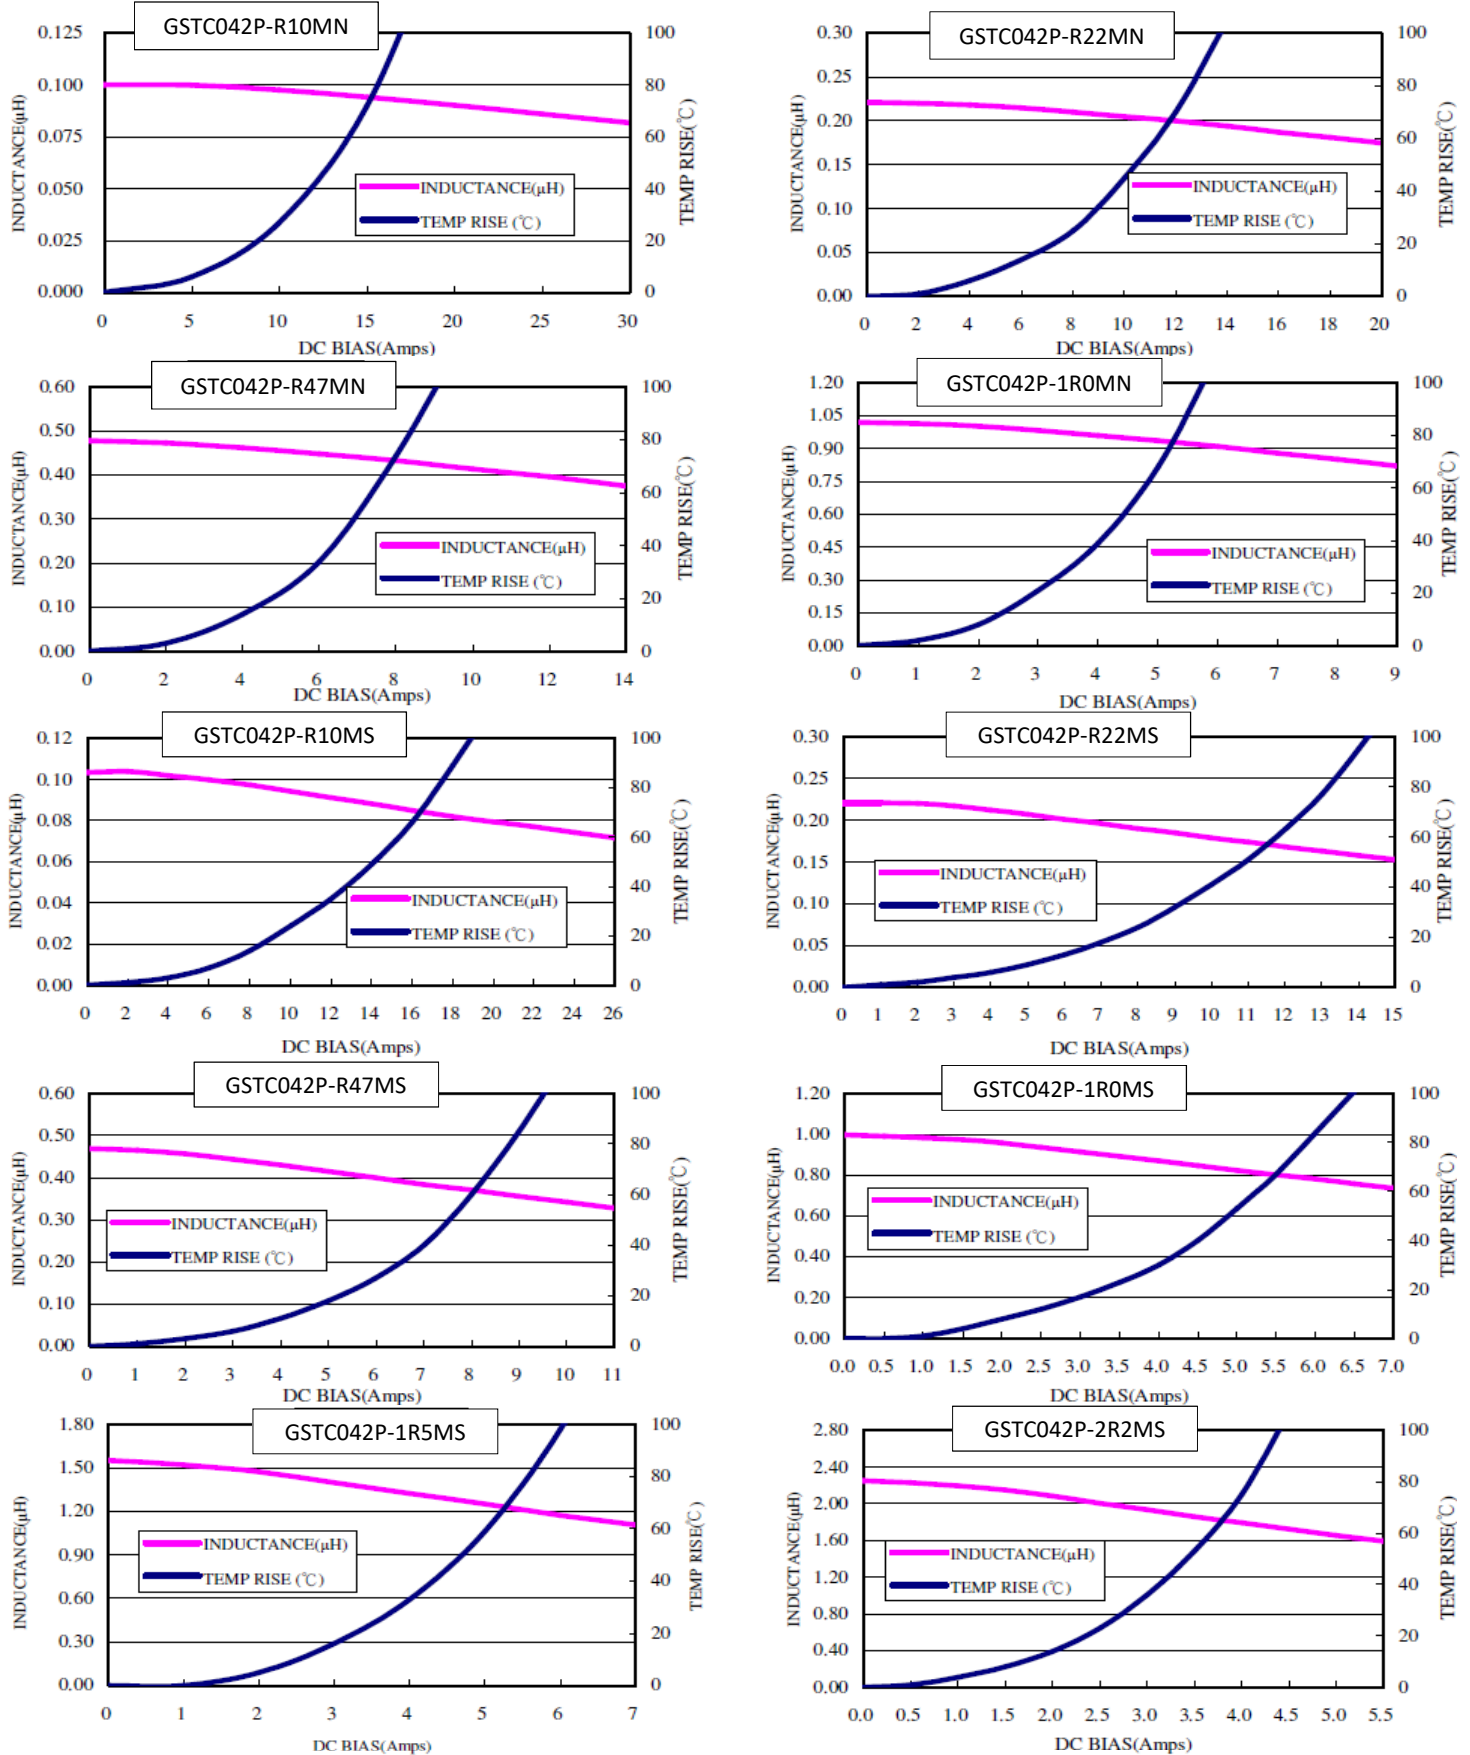 GSTC042P-R10MN
0.125
0.100
0.075
0.050
0.025
0.000
INDUCTANCE(μH)
100
80
60
40
20
0
TEMP RISE(℃)
INDUCTANCE(μH)
TEMP RISE (℃)
0 5 10 15 20 25 30
DC BIAS(Amps)
GSTC042P-R22MN
0.30
0.25
0.20
0.15
0.10
0.05
0.00
INDUCTANCE(μH)
100
80
60
40
20
0
TEMP RISE(℃)
INDUCTANCE(μH)
TEMP RISE (℃)
0 2 4 6 8 10 12 14 16 18 20
DC BIAS(Amps)
GSTC042P-R47MN
0.60
0.50
0.40
0.30
0.20
0.10
0.00
INDUCTANCE(μH)
100
80
60
40
20
0
TEMP RISE(℃)
INDUCTANCE(μH)
TEMP RISE (℃)
0 2 4 6 8 10 12 14
DC BIAS(Amps)
GSTC042P-1R0MN
1.20
1.05
0.90
0.75
0.60
0.45
0.30
0.15
0.00
INDUCTANCE(μH)
100
80
60
40
20
0
TEMP RISE(℃)
INDUCTANCE(μH)
TEMP RISE (℃)
0 1 2 3 4 5 6 7 8 9
DC BIAS(Amps)
GSTC042P-R10MS
0.12
0.10
0.08
0.06
0.04
0.02
0.00
INDUCTANCE(μH)
100
80
60
40
20
0
TEMP RISE(℃)
INDUCTANCE(μH)
TEMP RISE (℃)
0 2 4 6 8 10 12 14 16 18 20 22 24 26
DC BIAS(Amps)
GSTC042P-R22MS
0.30
0.25
0.20
0.15
0.10
0.05
0.00
INDUCTANCE(μH)
100
80
60
40
20
0
TEMP RISE(℃)
INDUCTANCE(μH)
TEMP RISE (℃)
0 1 2 3 4 5 6 7 8 9 10 11 12 13 14 15
DC BIAS(Amps)
GSTC042P-R47MS
0.60
0.50
0.40
0.30
0.20
0.10
0.00
INDUCTANCE(μH)
100
80
60
40
20
0
TEMP RISE(℃)
INDUCTANCE(μH)
TEMP RISE (℃)
0 1 2 3 4 5 6 7 8 9 10 11
DC BIAS(Amps)
GSTC042P-1R0MS
1.20
1.00
0.80
0.60
0.40
0.20
0.00
INDUCTANCE(μH)
100
80
60
40
20
0
TEMP RISE(℃)
INDUCTANCE(μH)
TEMP RISE (℃)
0.0 0.5 1.0 1.5 2.0 2.5 3.0 3.5 4.0 4.5 5.0 5.5 6.0 6.5 7.0
DC BIAS(Amps)
GSTC042P-1R5MS
1.80
1.50
1.20
0.90
0.60
0.30
0.00
INDUCTANCE(μH)
100
80
60
40
20
0
TEMP RISE(℃)
INDUCTANCE(μH)
TEMP RISE (℃)
0 1 2 3 4 5 6 7
DC BIAS(Amps)
GSTC042P-2R2MS
2.80
2.40
2.00
1.60
1.20
0.80
0.40
0.00
INDUCTANCE(μH)
100
80
60
40
20
0
TEMP RISE(℃)
INDUCTANCE(μH)
TEMP RISE (℃)
0.0 0.5 1.0 1.5 2.0 2.5 3.0 3.5 4.0 4.5 5.0 5.5
DC BIAS(Amps)